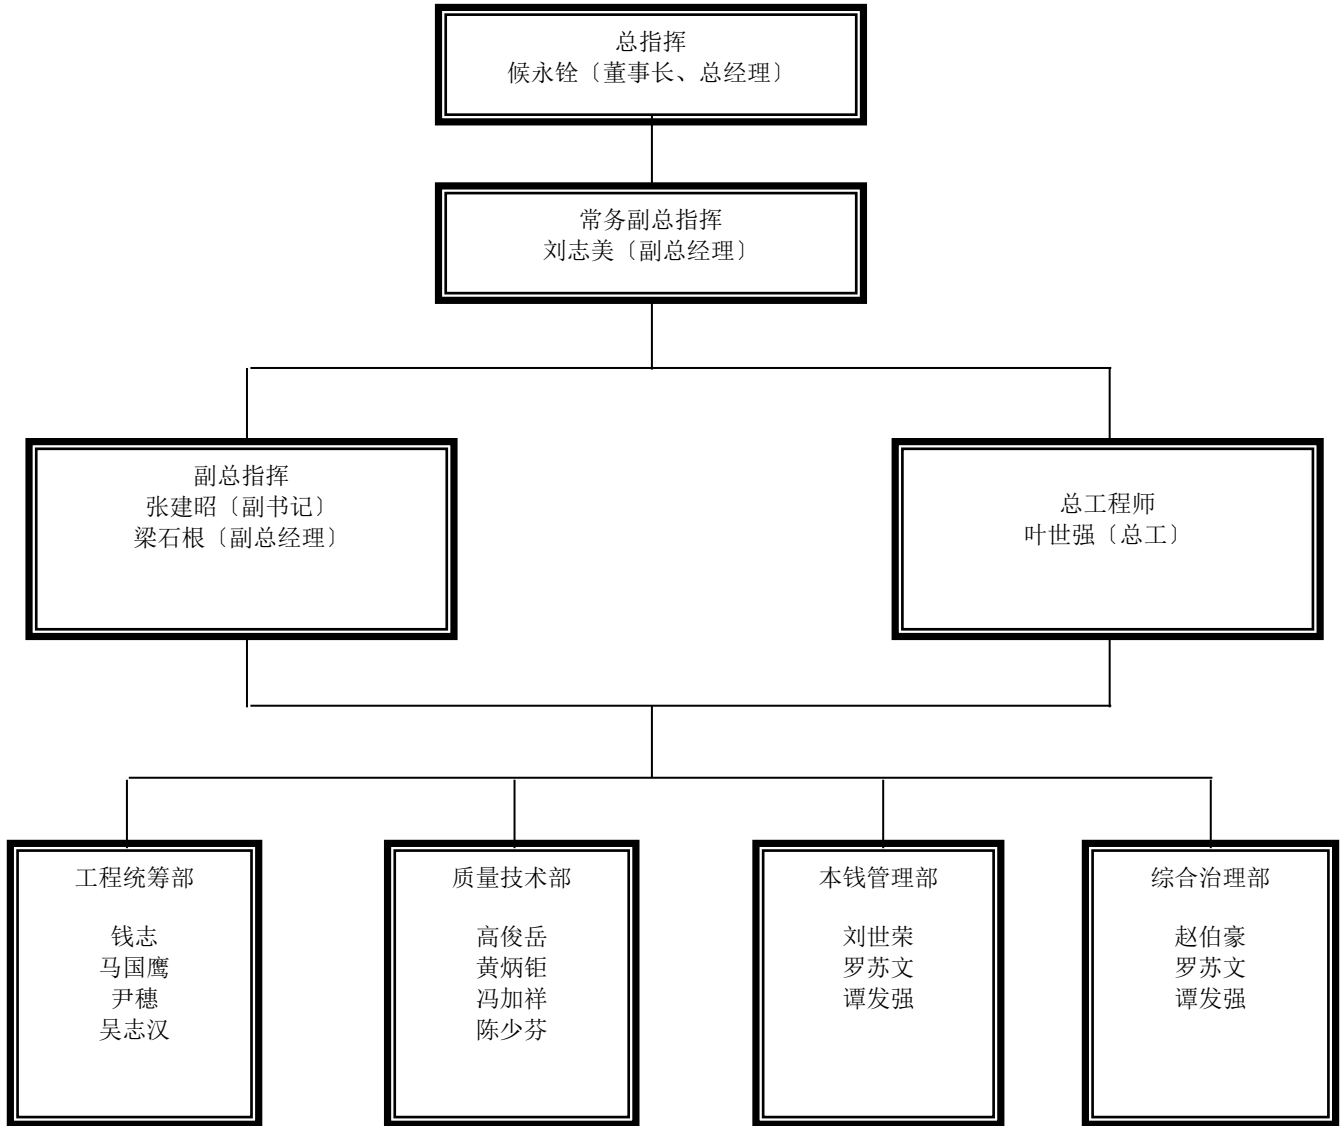 总指挥
候永铨〔董事长、总经理〕
常务副总指挥
刘志美〔副总经理〕
副总指挥
张建昭〔副书记〕
梁石根〔副总经理〕
总工程师
叶世强〔总工〕
工程统筹部
钱志
马国鹰
尹穗
吴志汉
质量技术部
高俊岳
黄炳钜
冯加祥
陈少芬
本钱管理部
刘世荣
罗苏文
谭发强
综合治理部
赵伯豪
罗苏文
谭发强